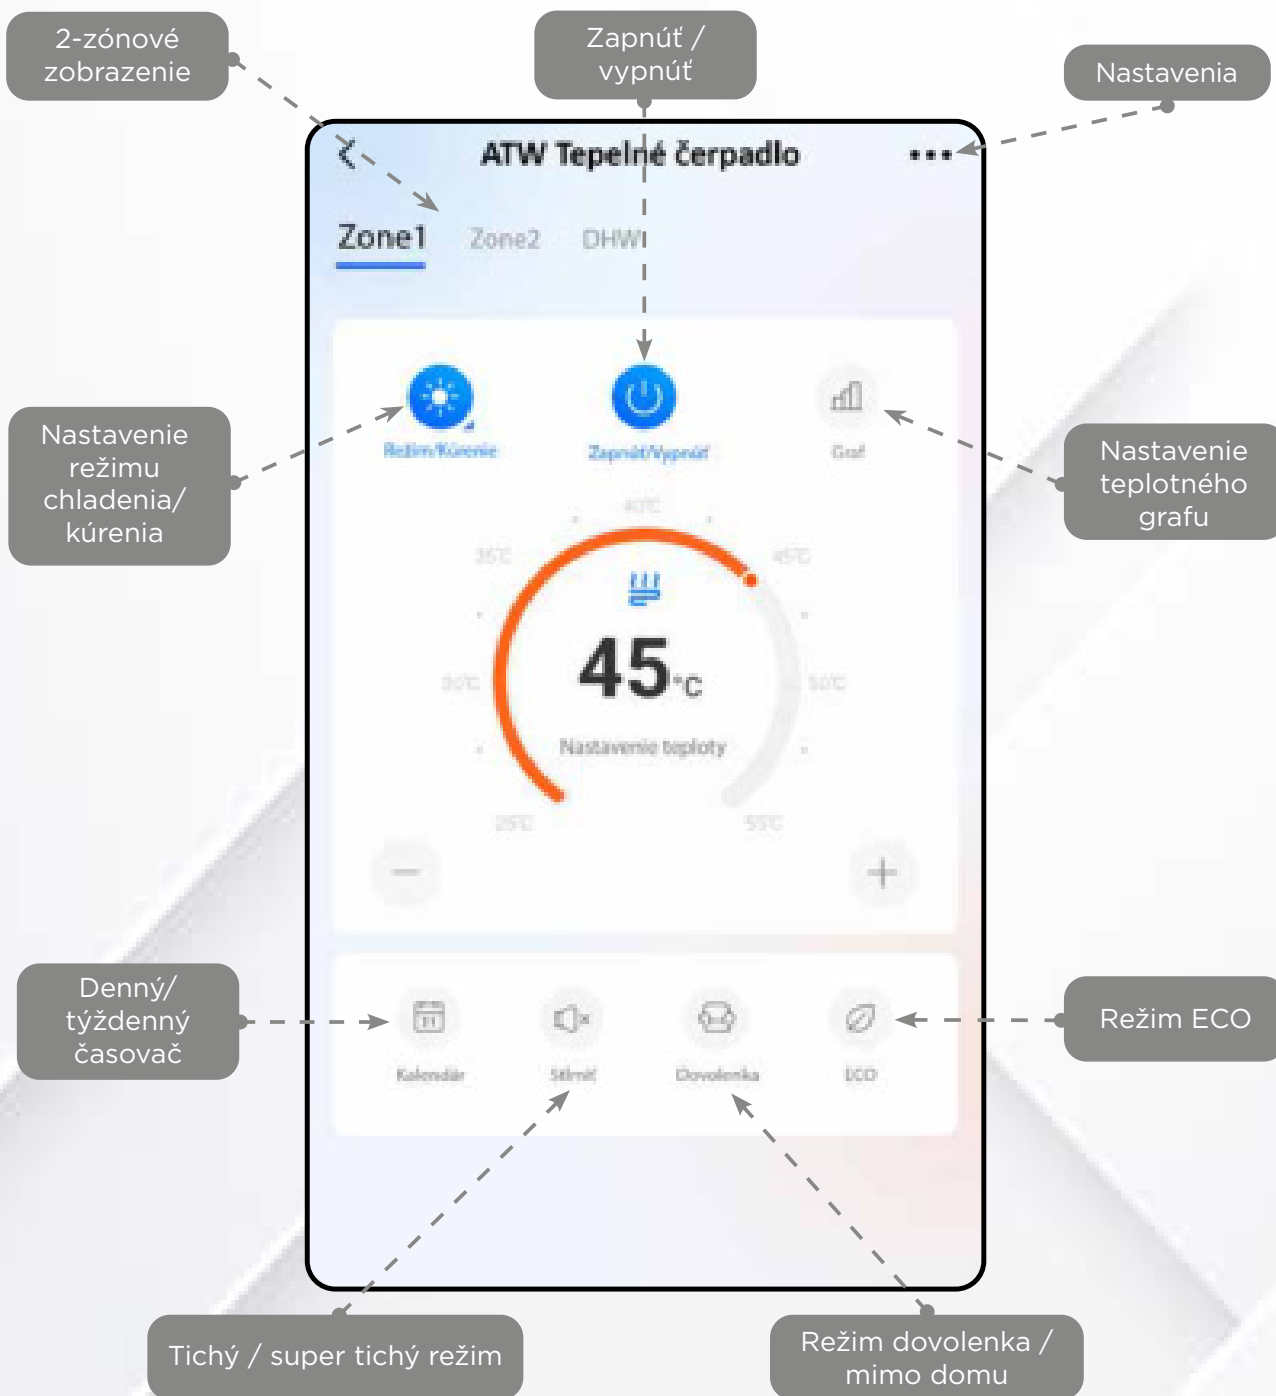 2-zónové
zobrazenie
Zapnúť /
vypnúť
Nastavenia
ATW Tepelné čerpadlo
Zone1
Zone2
DHW
Nastavenie
režimu
chladenia/
kúrenia
Režim/Kúrenie
Zapnúť/Vypnúť
Graf
Nastavenie
teplotného
grafu
40℃
35℃
45℃
30℃
50℃
45°C
Nastavenie teploty
25℃
55℃
Denný/
týždenný
časovač
Kalendár
Stlmiť
Dovolenka
ECO
Režim ECO
Tichý / super tichý režim
Režim dovolenka /
mimo domu